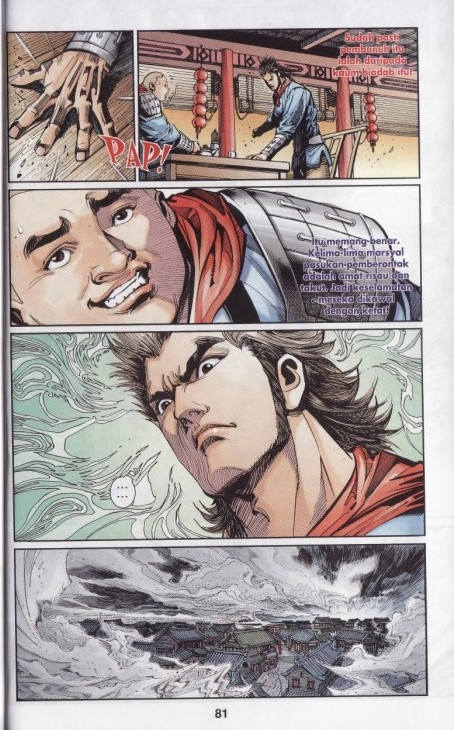 Sudah pasti
pembunuh itu
ialah daripada
kaum biadab itu!
PAP!
Itu memang benar.
Kelima-lima marsyal
pasukan pemberontak
adalah amat risau dan
takut. Jadi keselamatan
mereka dikawal
dengan ketat!
...
...
81